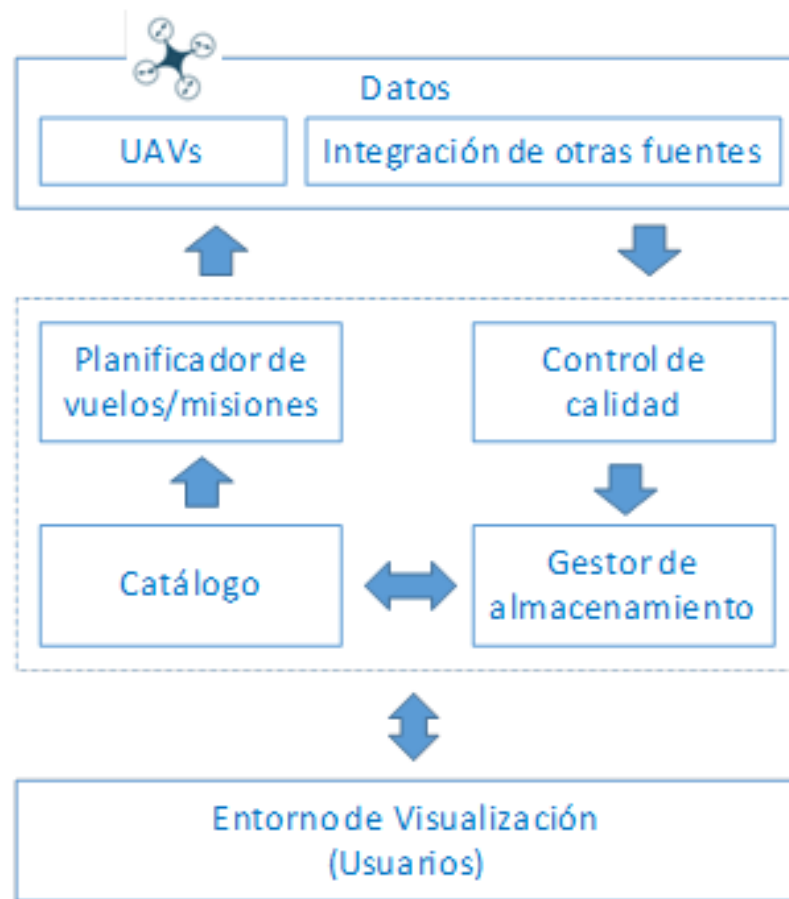 Datos
UAVs
Integración de otras fuentes
Planificador de
vuelos/misiones
Control de
calidad
Catálogo
Gestor de
almacenamiento
Entorno de Visualización
(Usuarios)